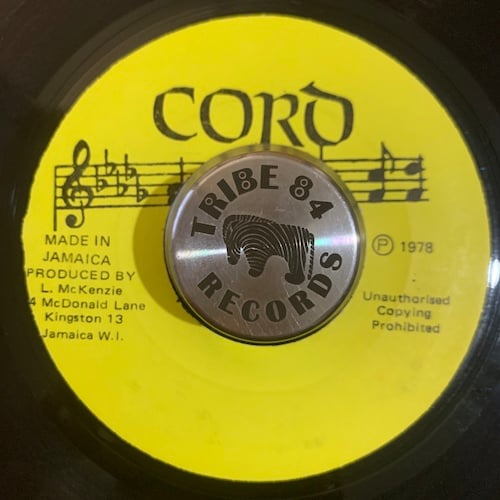 CORD
TRIBE 84
RECORDS
MADE IN
JAMAICA
PRODUCED BY
L. McKenzie
4 McDonald Lane
Kingston 13
Jamaica W.I.
Ⓟ 1978
Unauthorised
Copying
Prohibited